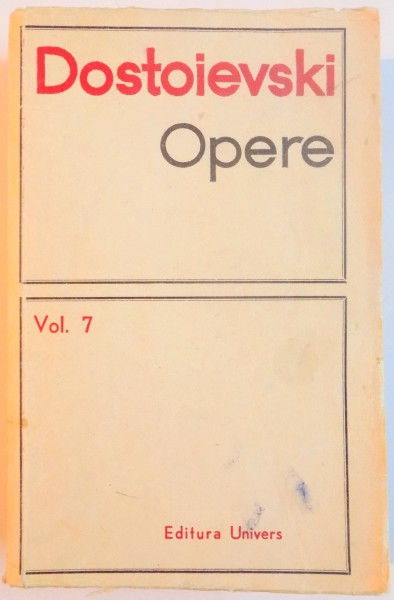 Dostoievski
Opere
Vol. 7
Editura Univers